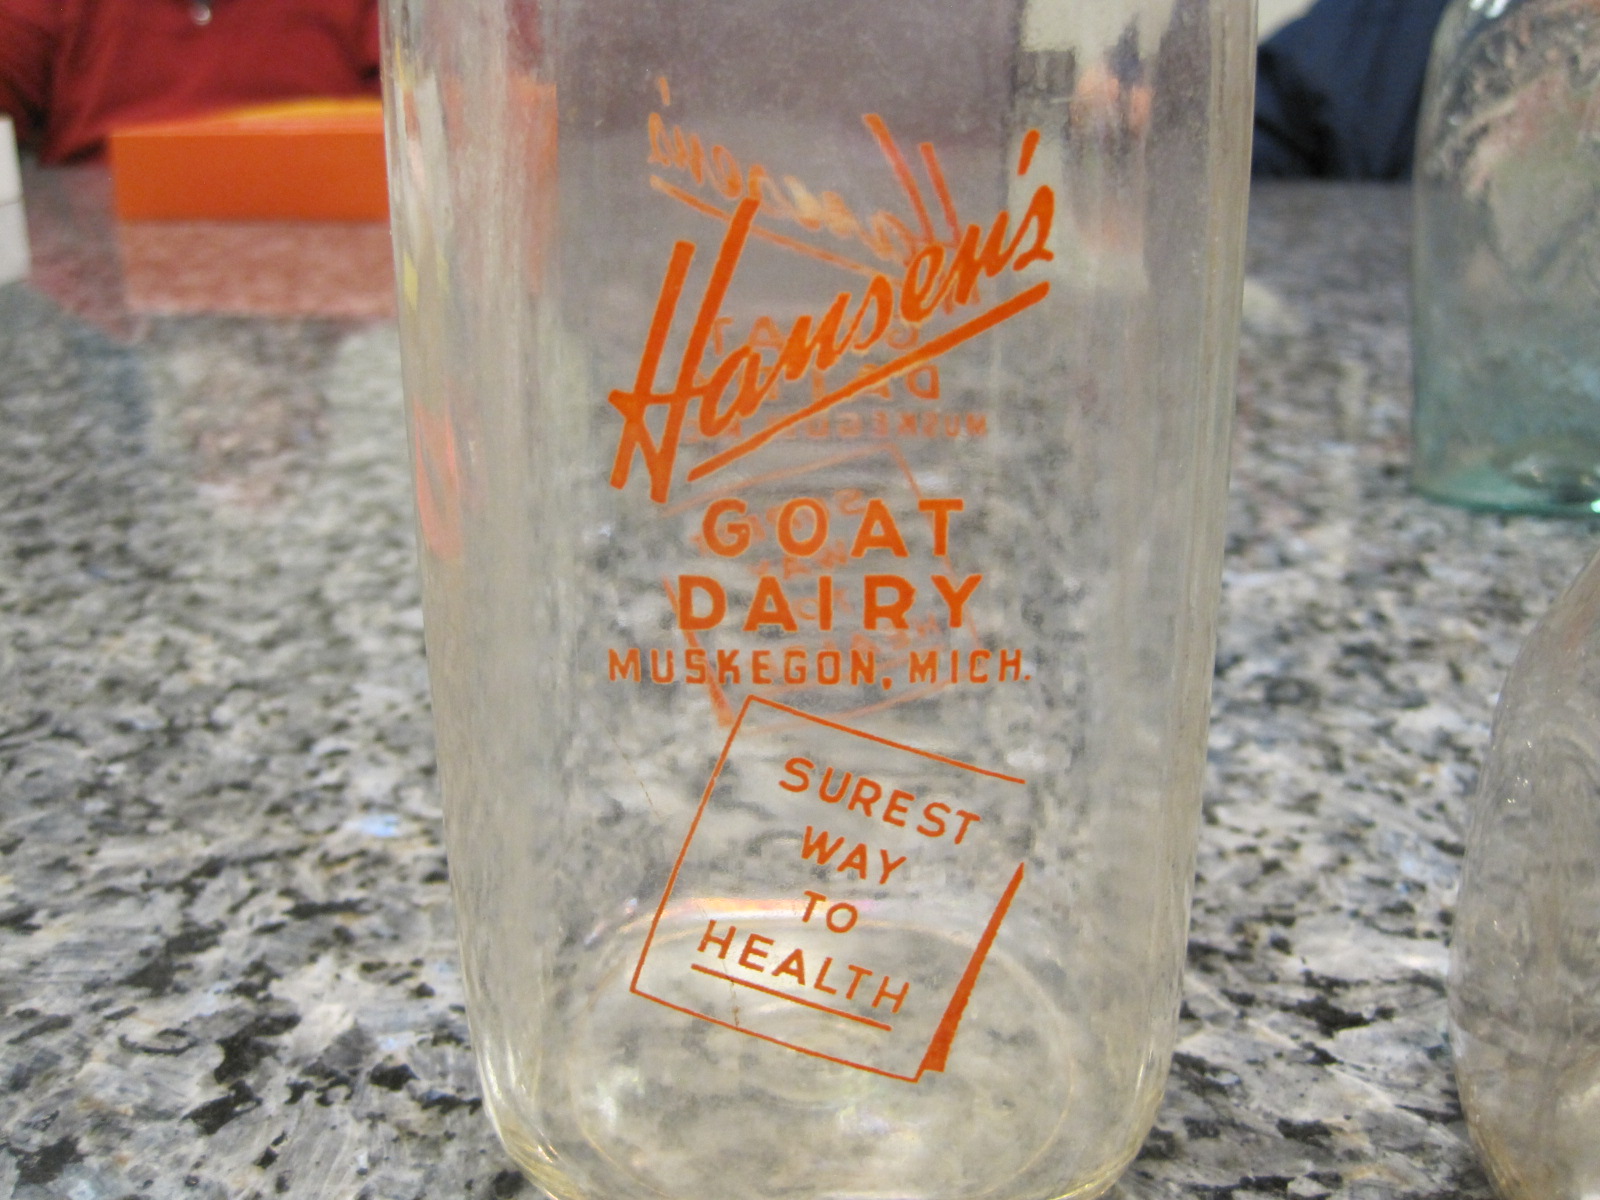 Hansen's
GOAT
DAIRY
MUSKEGON, MICH.
SUREST
WAY
TO
HEALTH